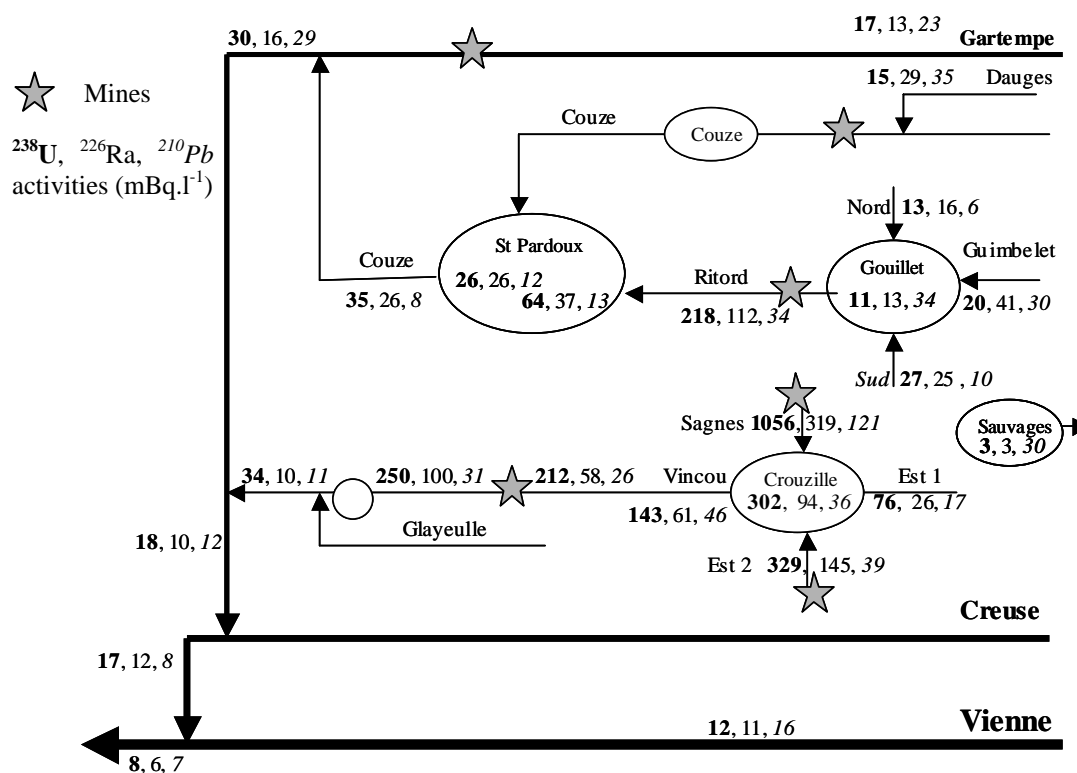 17, 13, 23
30, 16, 29
Gartempe
Mines
15, 29, 35
Dauges
Couze
Couze
²³⁸U, ²²⁶Ra, ²¹⁰Pb
activities (mBq.l⁻¹)
Nord 13, 16, 6
St Pardoux
Guimbelet
Couze
Gouillet
26, 26, 12
Ritord
64, 37, 13
11, 13, 34
20, 41, 30
35, 26, 8
218, 112, 34
Sud 27, 25 , 10
Sagnes 1056, 319, 121
Sauvages
3, 3, 30
34, 10, 11
250, 100, 31
212, 58, 26
Vincou
Crouzille
302, 94, 36
Est 1
76, 26, 17
143, 61, 46
Glayeulle
18, 10, 12
Est 2 329, 145, 39
Creuse
17, 12, 8
Vienne
12, 11, 16
8, 6, 7